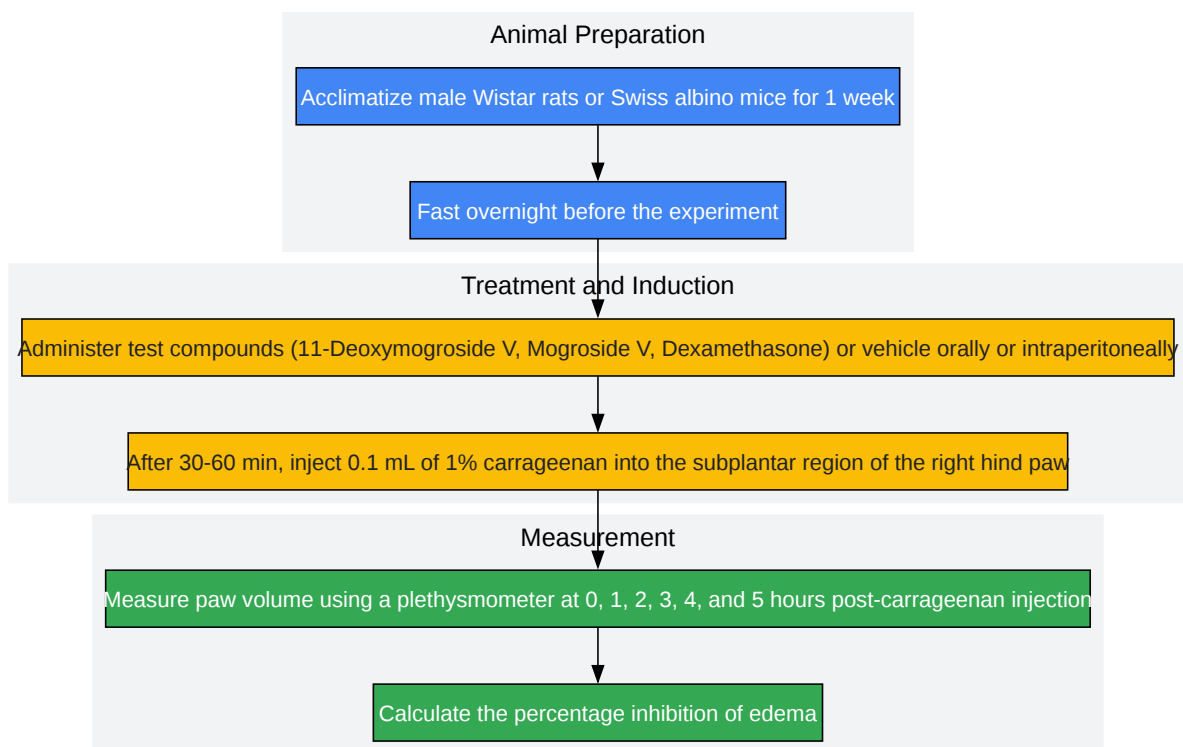 Animal Preparation
Acclimatize male Wistar rats or Swiss albino mice for 1 week
Fast overnight before the experiment
Treatment and Induction
Administer test compounds (11-Deoxymogroside V, Mogroside V, Dexamethasone) or vehicle orally or intraperitoneally
After 30-60 min, inject 0.1 mL of 1% carrageenan into the subplantar region of the right hind paw
Measurement
Measure paw volume using a plethysmometer at 0, 1, 2, 3, 4, and 5 hours post-carrageenan injection
Calculate the percentage inhibition of edema